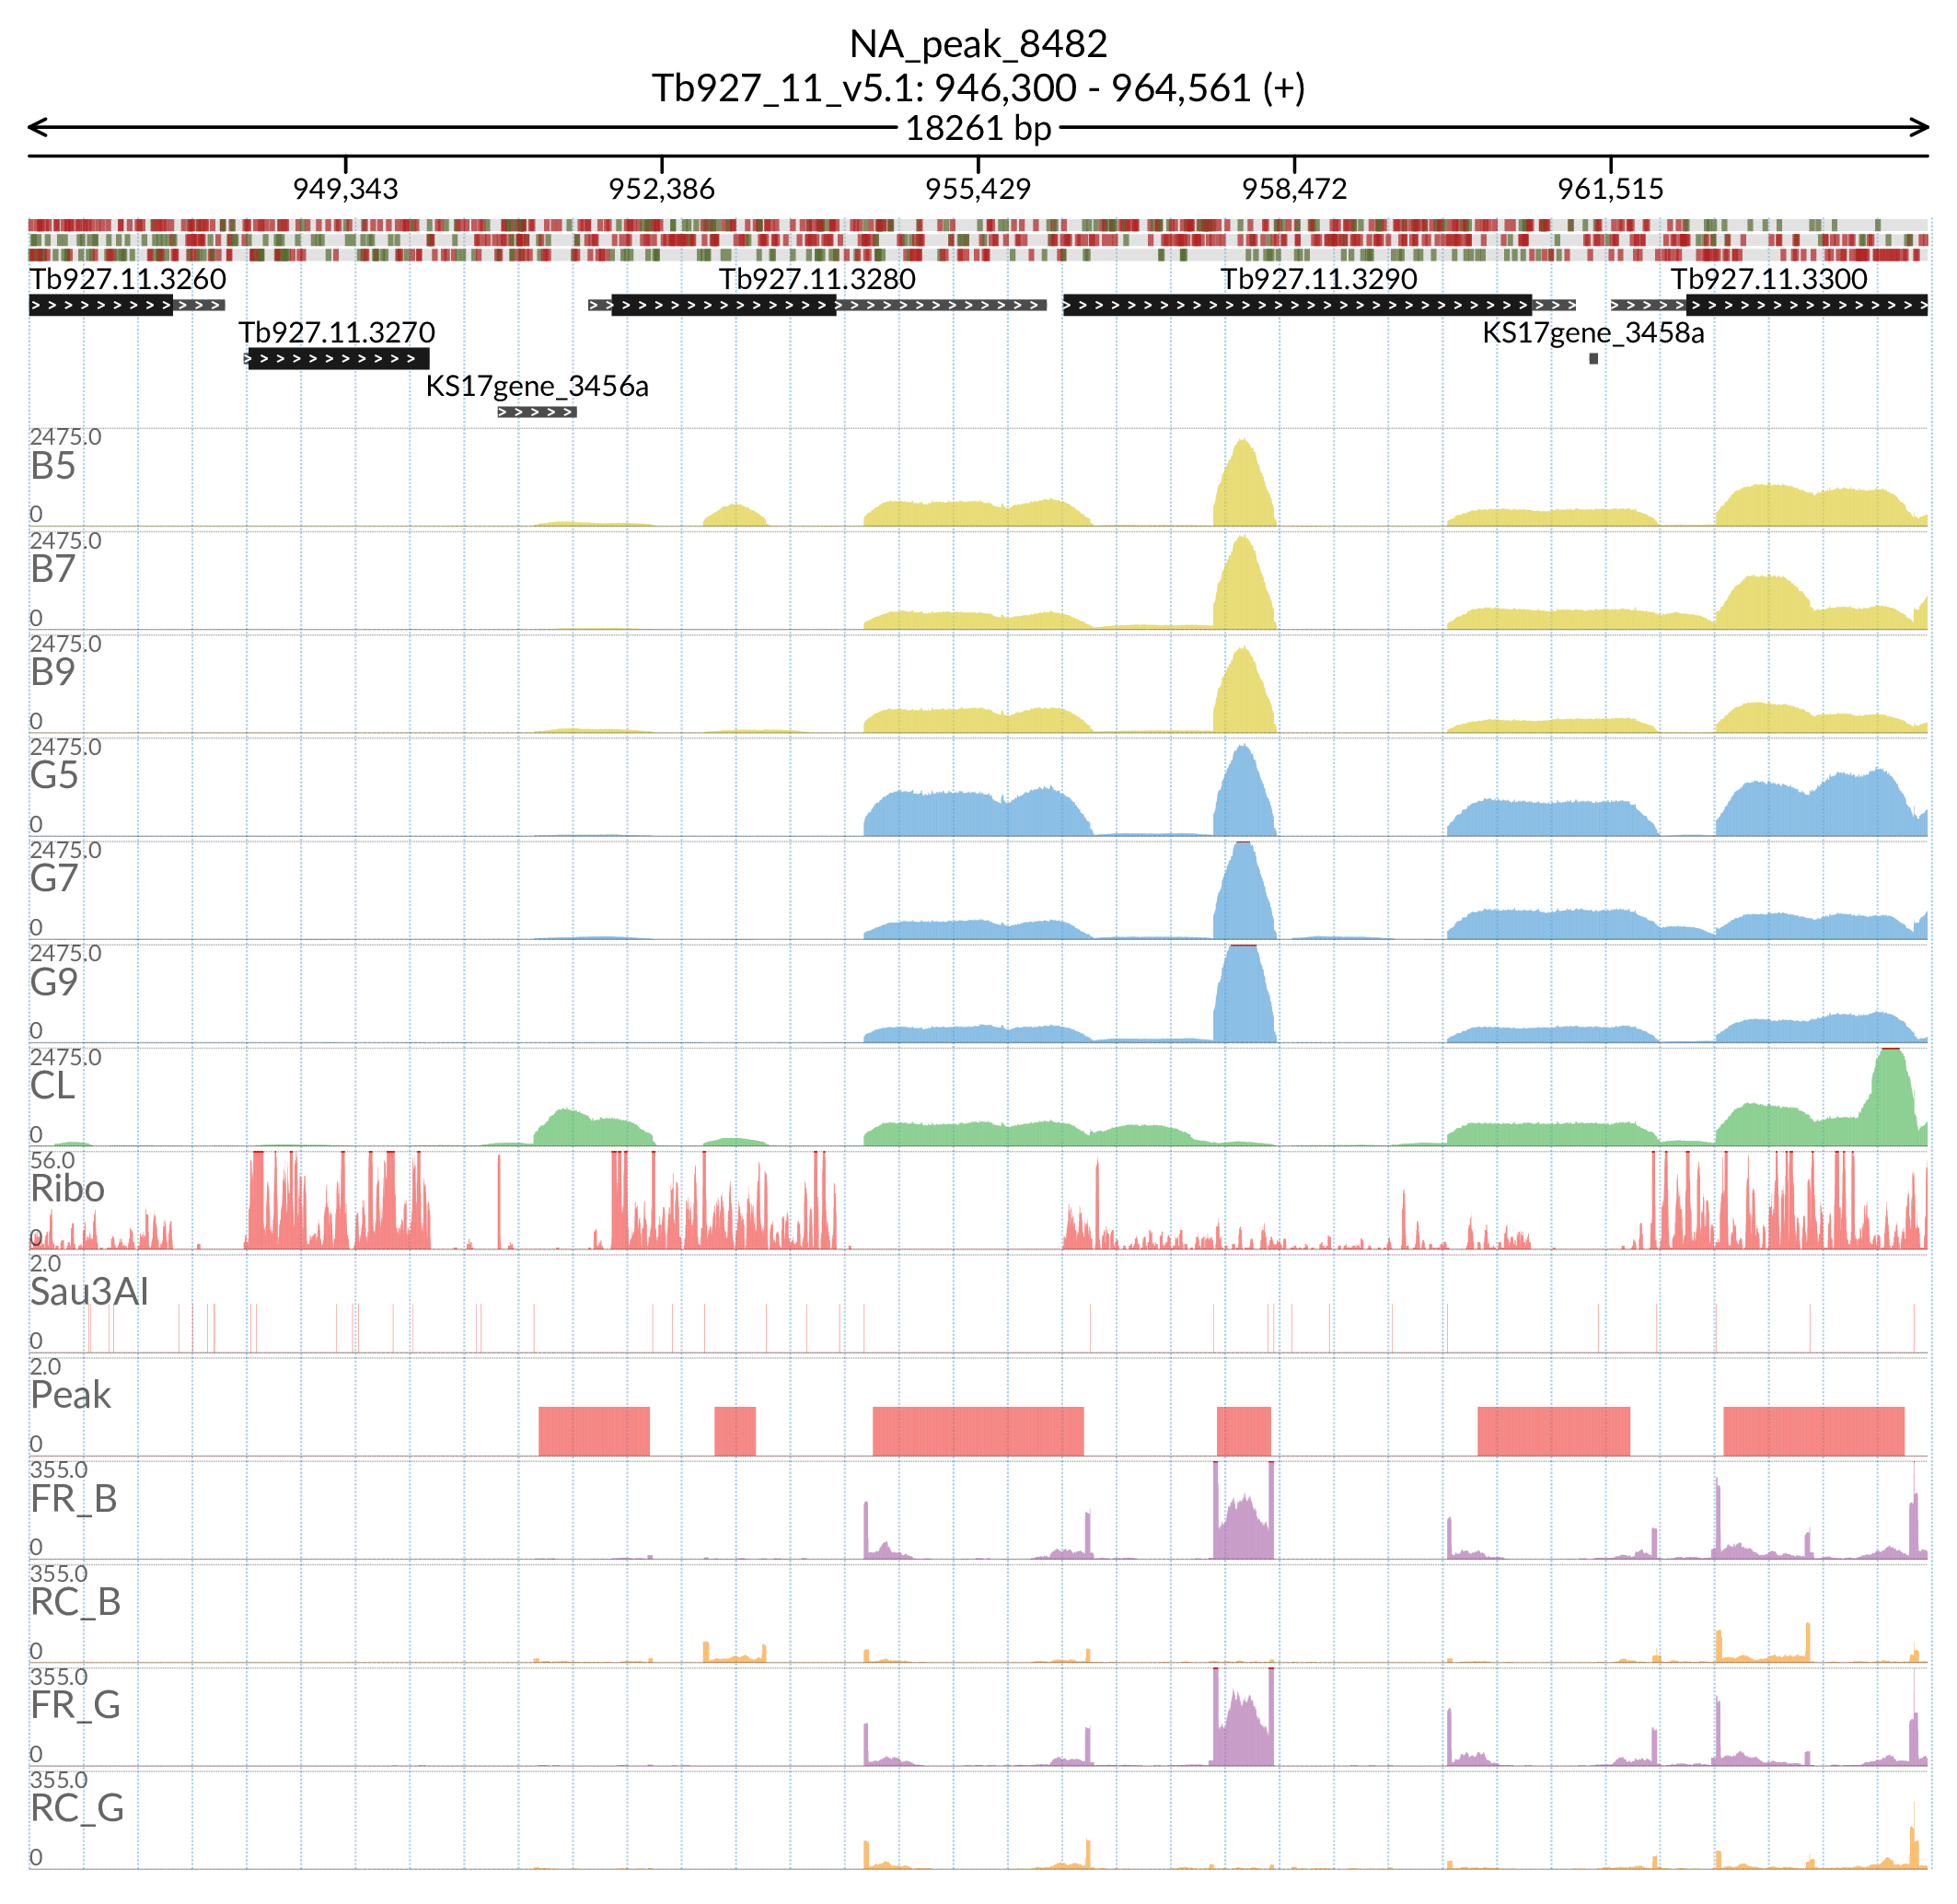 NA_peak_8482
Tb927_11_v5.1: 946,300 - 964,561 (+)
18261 bp
949,343 952,386 955,429 958,472 961,515
Tb927.11.3260 Tb927.11.3280 Tb927.11.3290 Tb927.11.3300
Tb927.11.3270 KS17gene_3458a
KS17gene_3456a
2475.0
B5
0
2475.0
B7
0
2475.0
B9
0
2475.0
G5
0
2475.0
G7
0
2475.0
G9
0
2475.0
CL
0
56.0
Ribo
0
2.0
Sau3AI
0
2.0
Peak
0
355.0
FR_B
0
355.0
RC_B
0
355.0
FR_G
0
355.0
RC_G
0